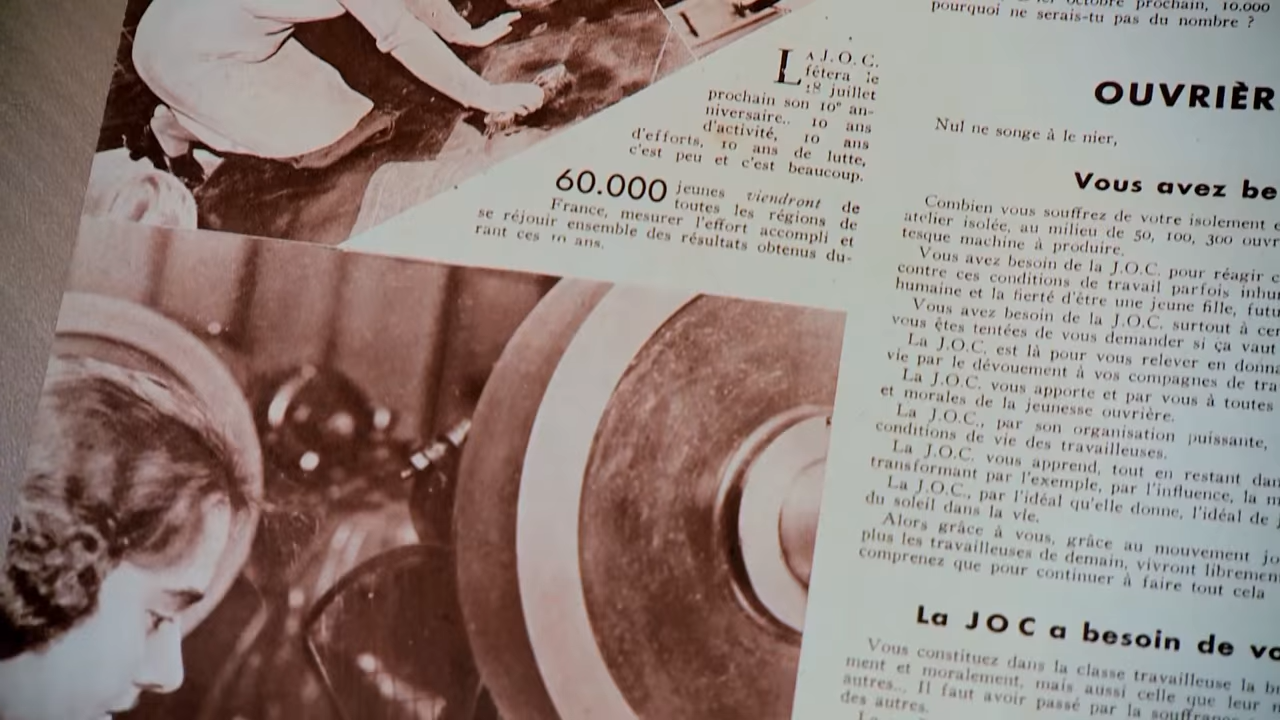 LA J.O.C.
fêtera le
18 juillet
prochain son 10e an-
niversaire.. 10 ans
d'activité, 10 ans
d'efforts, 10 ans de lutte,
c'est peu et c'est beaucoup.
60.000 jeunes viendront de
toutes les régions de
France, mesurer l'effort accompli et
se réjouir ensemble des résultats obtenus du-
rant ces 10 ans.
octobre prochain, 10.000
pourquoi ne serais-tu pas du nombre ?
OUVRIÈR
Nul ne songe à le nier,
Vous avez be
Combien vous souffrez de votre isolement
atelier isolée, au milieu de 50, 100, 300 ouvr
tesque machine à produire.
Vous avez besoin de la J.O.C. pour réagir
contre ces conditions de travail parfois inhu
humaine et la fierté d'être une jeune fille, futu
Vous avez besoin de la J.O.C. surtout à cer
vous êtes tentées de vous demander si ça vaut
La J.O.C. est là pour vous relever en donna
vie par le dévouement à vos compagnes de tra
La J.O.C. vous apporte et par vous à toutes
et morales de la jeunesse ouvrière.
La J.O.C., par son organisation puissante,
conditions de vie des travailleuses.
La J.O.C. vous apprend, tout en restant dan
transformant par l'exemple, par l'influence, la m
La J.O.C., par l'idéal qu'elle donne, l'idéal de
du soleil dans la vie.
Alors grâce à vous, grâce au mouvement jo
plus les travailleuses de demain, vivront libremen
comprenez que pour continuer à faire tout cela
La JOC a besoin de vo
Vous constituez dans la classe travailleuse la
ment et moralement, mais aussi celle que leur
autres... Il faut avoir passé par la souffr
des autres.